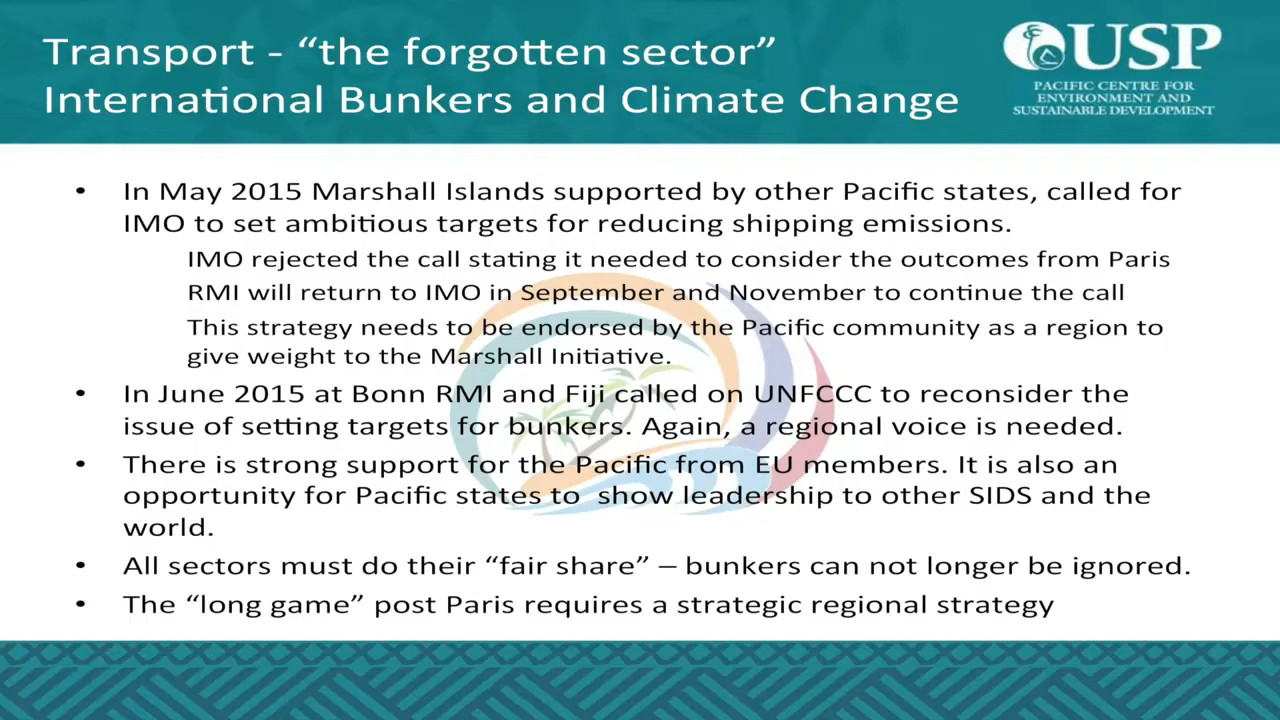 Transport - “the forgotten sector”
International Bunkers and Climate Change
USP
PACIFIC CENTRE FOR
ENVIRONMENT AND
SUSTAINABLE DEVELOPMENT
• In May 2015 Marshall Islands supported by other Pacific states, called for
IMO to set ambitious targets for reducing shipping emissions.
IMO rejected the call stating it needed to consider the outcomes from Paris
RMI will return to IMO in September and November to continue the call
This strategy needs to be endorsed by the Pacific community as a region to
give weight to the Marshall Initiative.
• In June 2015 at Bonn RMI and Fiji called on UNFCCC to reconsider the
issue of setting targets for bunkers. Again, a regional voice is needed.
• There is strong support for the Pacific from EU members. It is also an
opportunity for Pacific states to show leadership to other SIDS and the
world.
• All sectors must do their “fair share” – bunkers can not longer be ignored.
• The “long game” post Paris requires a strategic regional strategy